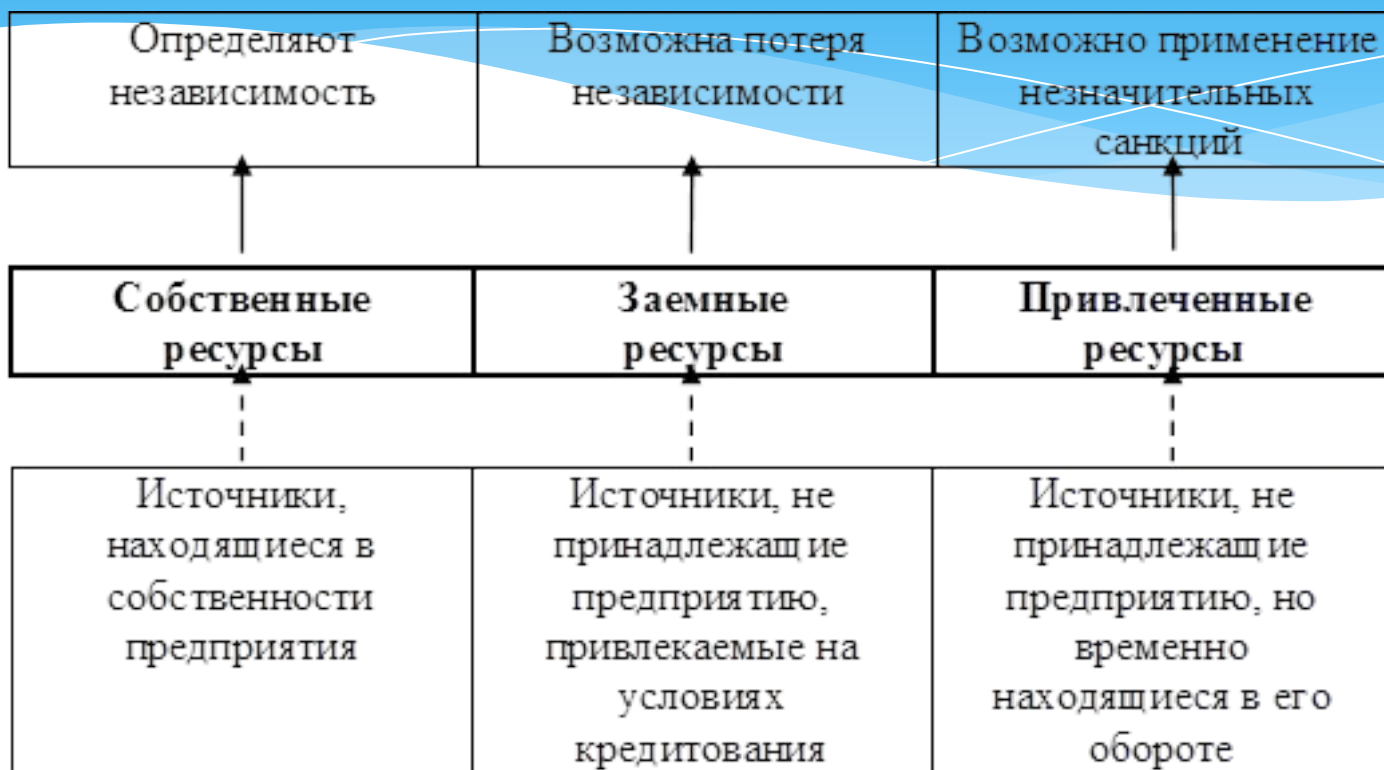 Определяют
независимость
Возможна потеря
независимости
Возможно применение
незначительных
санкций
Собственные
ресурсы
Заемные
ресурсы
Привлеченные
ресурсы
Источники,
находящиеся в
собственности
предприятия
Источники, не
принадлежащие
предприятию,
привлекаемые на
условиях
кредитования
Источники, не
принадлежащие
предприятию, но
временно
находящиеся в его
обороте